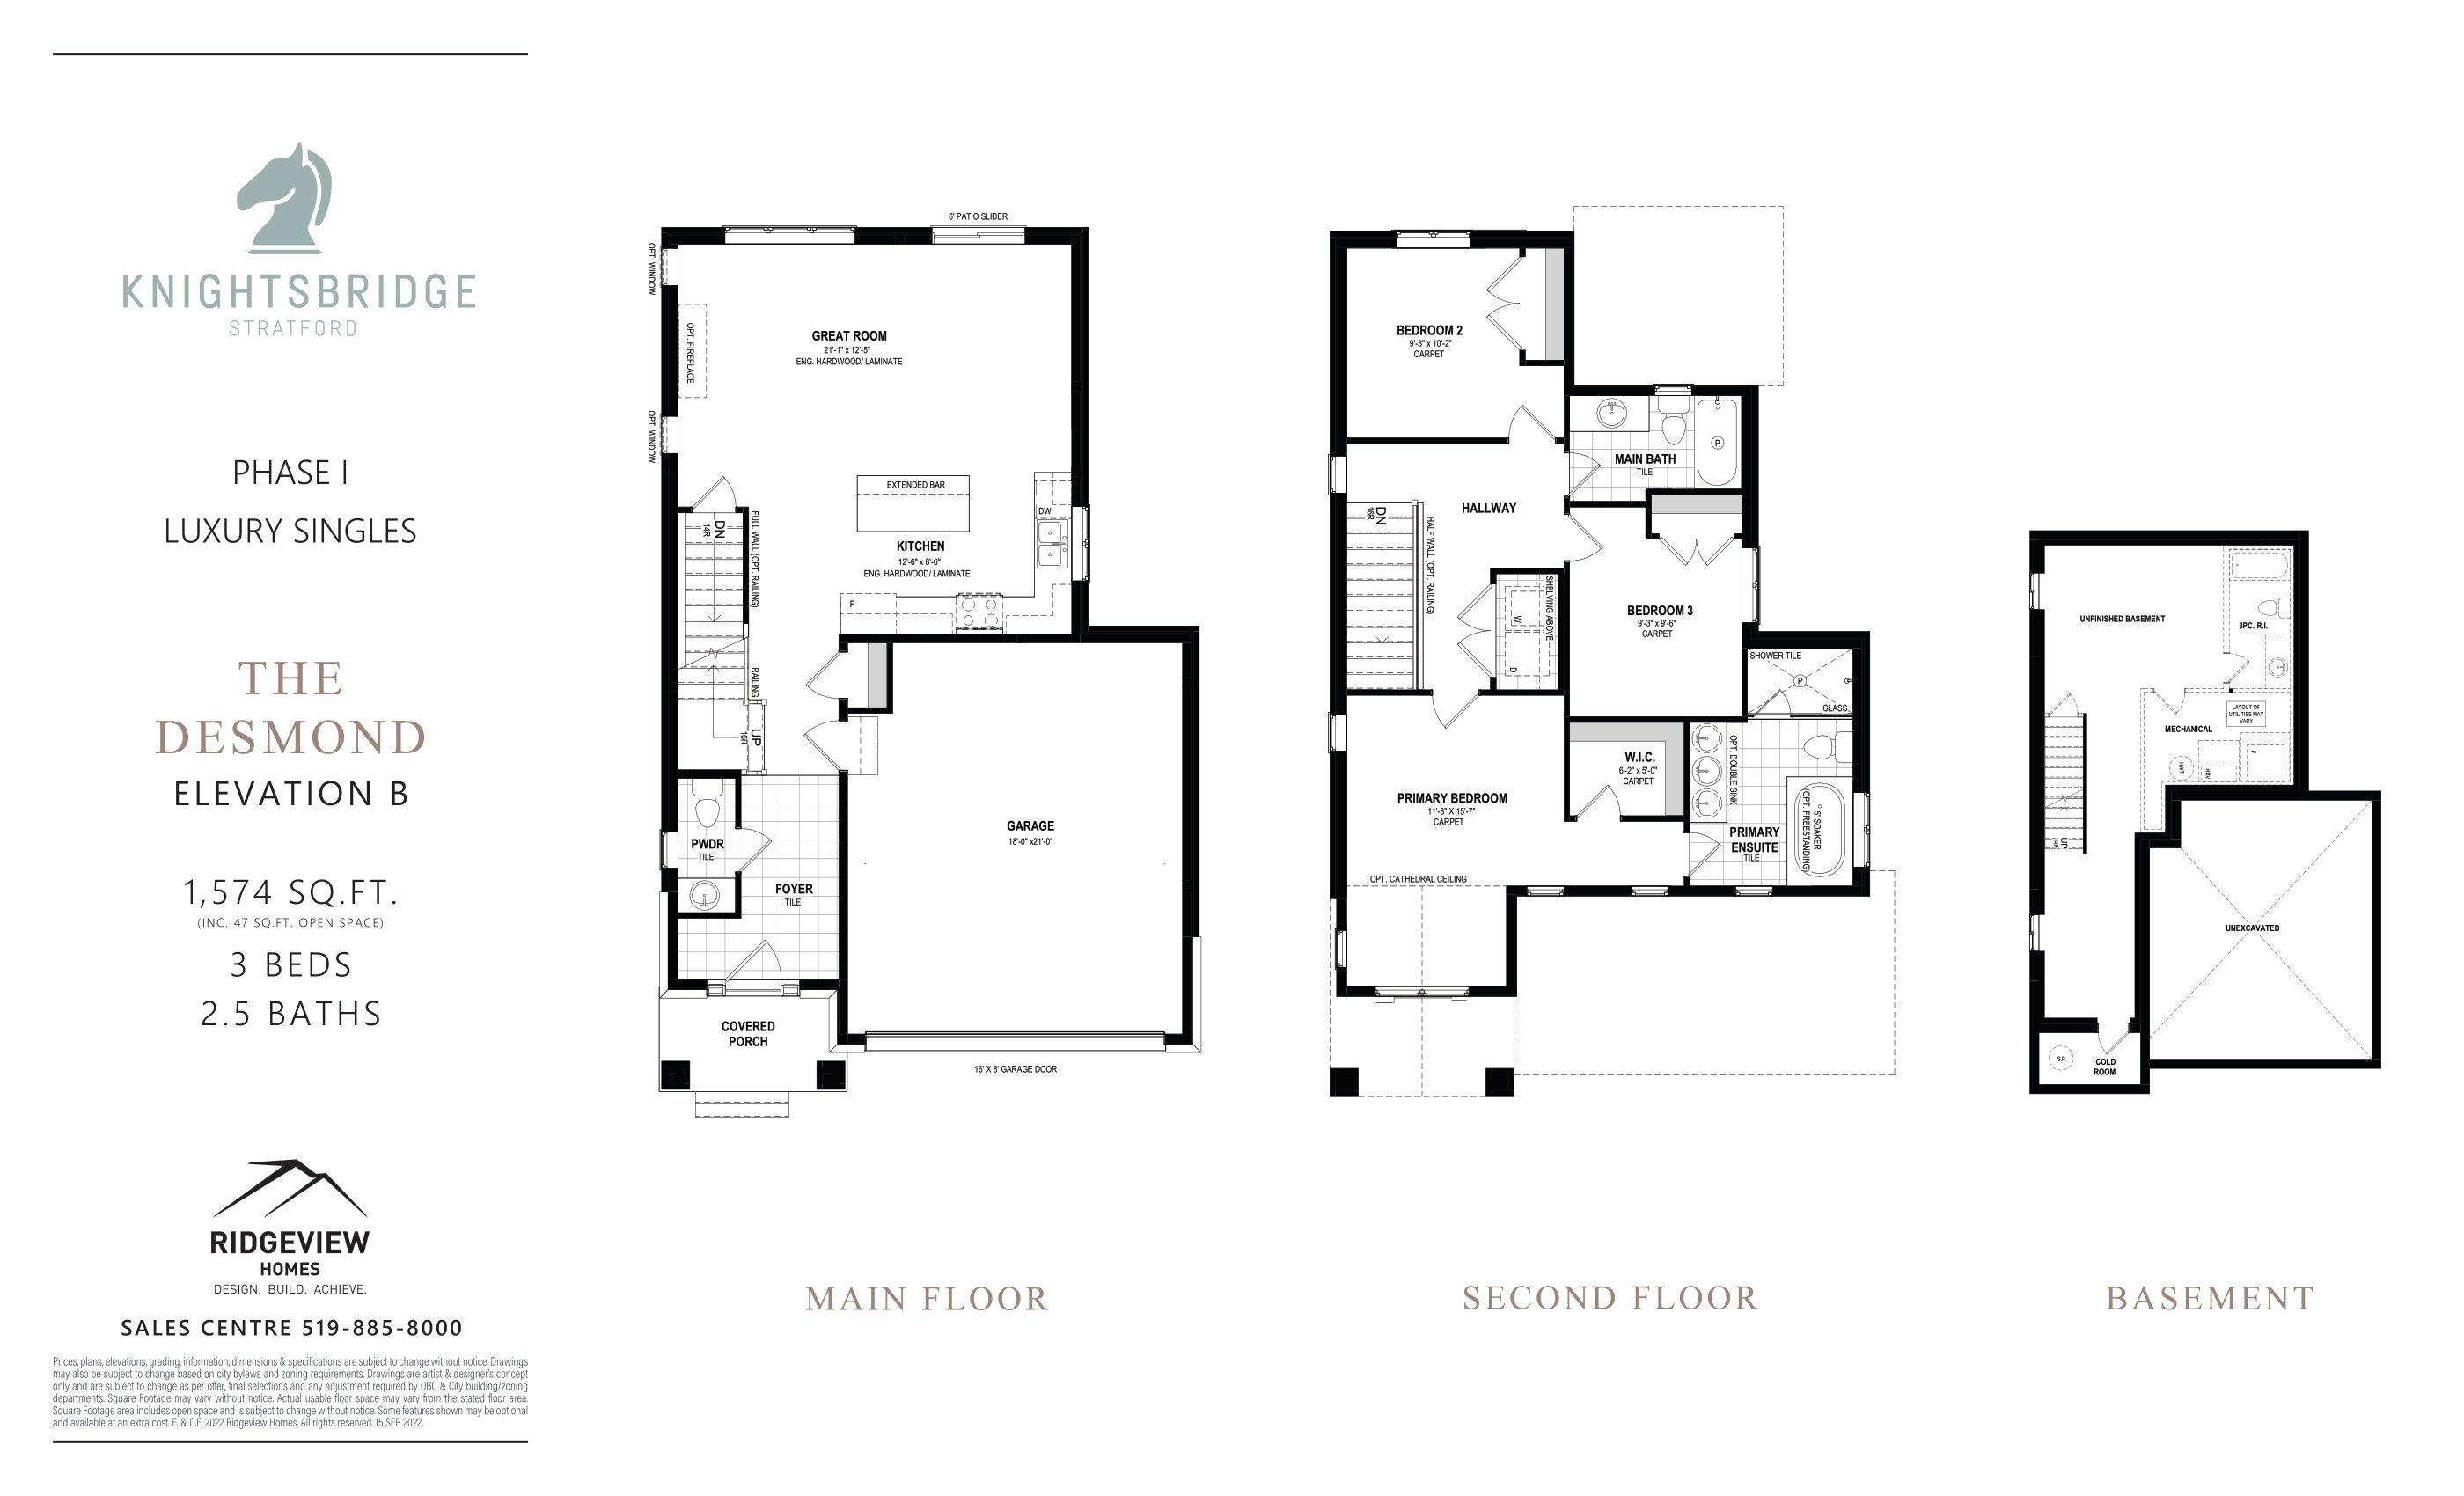 KNIGHTSBRIDGE
STRATFORD
PHASE I
LUXURY SINGLES
THE
DESMOND
ELEVATION B
1,574 SQ.FT.
(INC. 47 SQ.FT. OPEN SPACE)
3 BEDS
2.5 BATHS
RIDGEVIEW
HOMES
DESIGN. BUILD. ACHIEVE.
SALES CENTRE 519-885-8000
Prices, plans, elevations, grading, information, dimensions & specifications are subject to change without notice. Drawings
may also be subject to change based on city bylaws and zoning requirements. Drawings are artist & designer's concept
only and are subject to change as per offer, final selections and any adjustment required by OBC & City building/zoning
departments. Square Footage may vary without notice. Actual usable floor space may vary from the stated floor area.
Square Footage area includes open space and is subject to change without notice. Some features shown may be optional
and available at an extra cost. E. & O.E. 2022 Ridgeview Homes. All rights reserved. 15 SEP 2022.
6' PATIO SLIDER
OPT. WINDOW
OPT. FIREPLACE
GREAT ROOM
21'-1" x 12'-5"
ENG. HARDWOOD/ LAMINATE
OPT. WINDOW
EXTENDED BAR
DW
DN
14R
FULL WALL (OPT. RAILING)
KITCHEN
12'-6" x 8'-6"
ENG. HARDWOOD/ LAMINATE
F
RAILING
UP
16R
PWDR
TILE
FOYER
TILE
GARAGE
18'-0" x21'-0"
COVERED
PORCH
16' X 8' GARAGE DOOR
MAIN FLOOR
BEDROOM 2
9'-3" x 10'-2"
CARPET
P
MAIN BATH
TILE
HALLWAY
DN
16R
HALF WALL (OPT. RAILING)
SHELVING ABOVE
W
D
BEDROOM 3
9'-3" x 9'-6"
CARPET
SHOWER TILE
P
GLASS
W.I.C.
6'-2" x 5'-0"
CARPET
OPT. DOUBLE SINK
PRIMARY BEDROOM
11'-8" X 15'-7"
CARPET
PRIMARY
ENSUITE
TILE
5' SOAKER
(OPT. FREESTANDING)
OPT. CATHEDRAL CEILING
SECOND FLOOR
UNFINISHED BASEMENT
3PC. R.I.
LAYOUT OF
UTILITIES MAY
VARY
MECHANICAL
HWT
HRV
F
UP
14R
UNEXCAVATED
S.P.
COLD
ROOM
BASEMENT